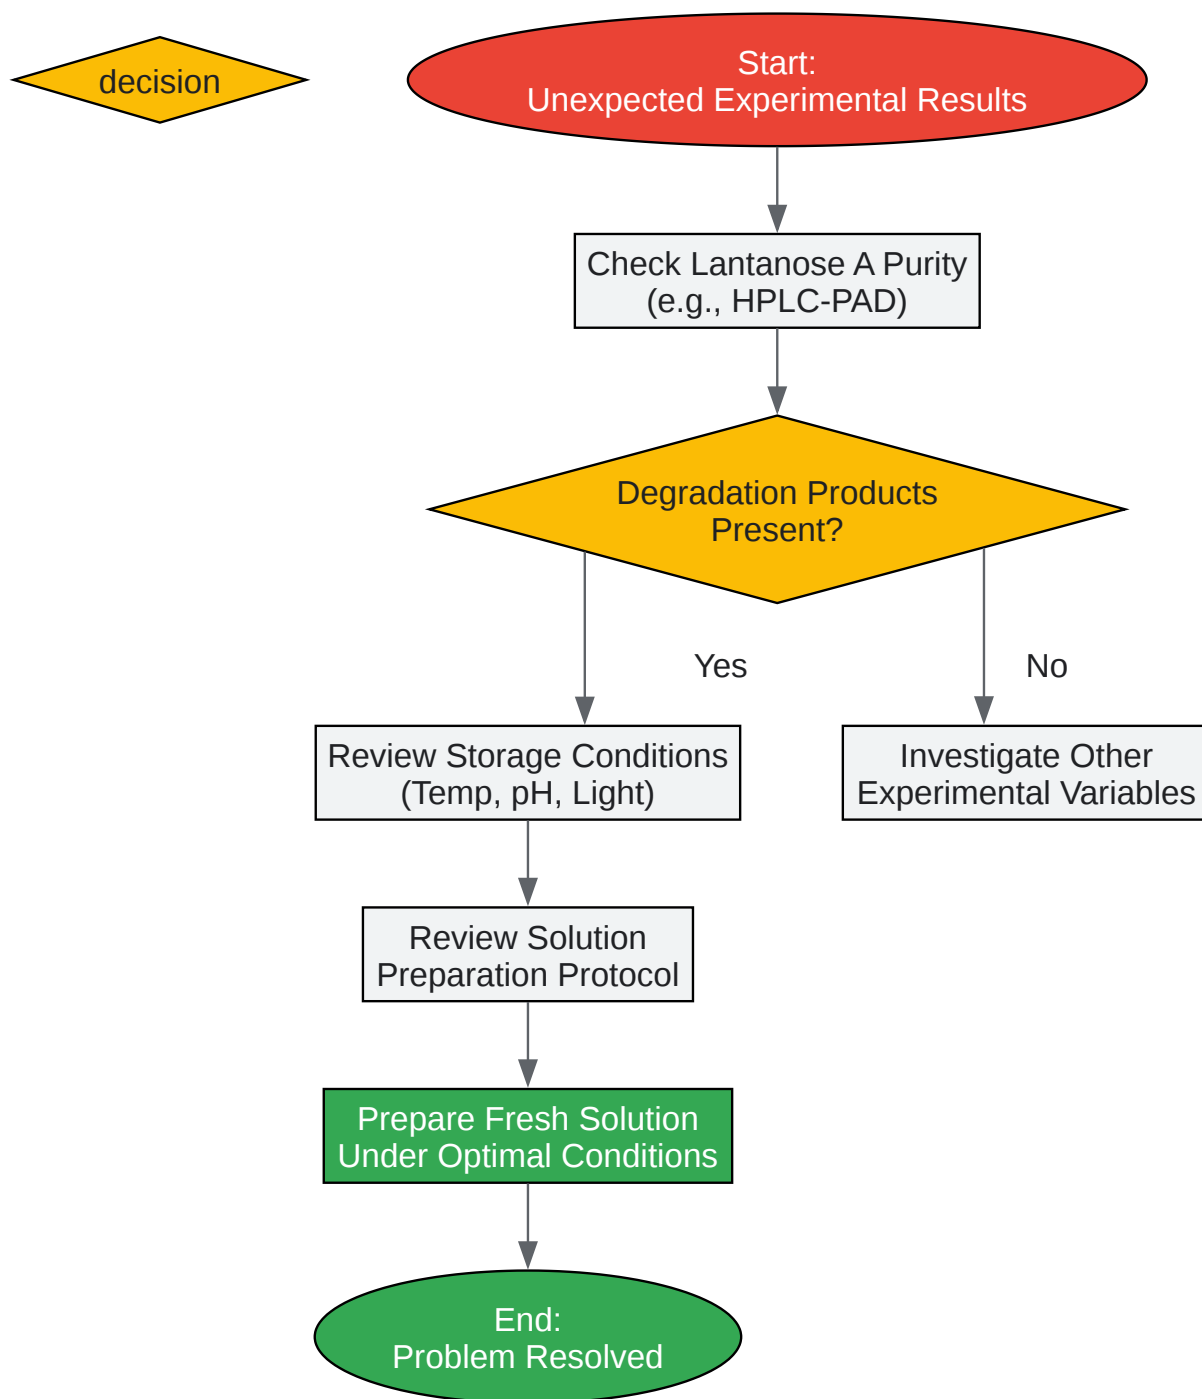 decision
Start:
Unexpected Experimental Results
Check Lantanose A Purity
(e.g., HPLC-PAD)
Degradation Products
Present?
Yes
No
Review Storage Conditions
(Temp, pH, Light)
Investigate Other
Experimental Variables
Review Solution
Preparation Protocol
Prepare Fresh Solution
Under Optimal Conditions
End:
Problem Resolved